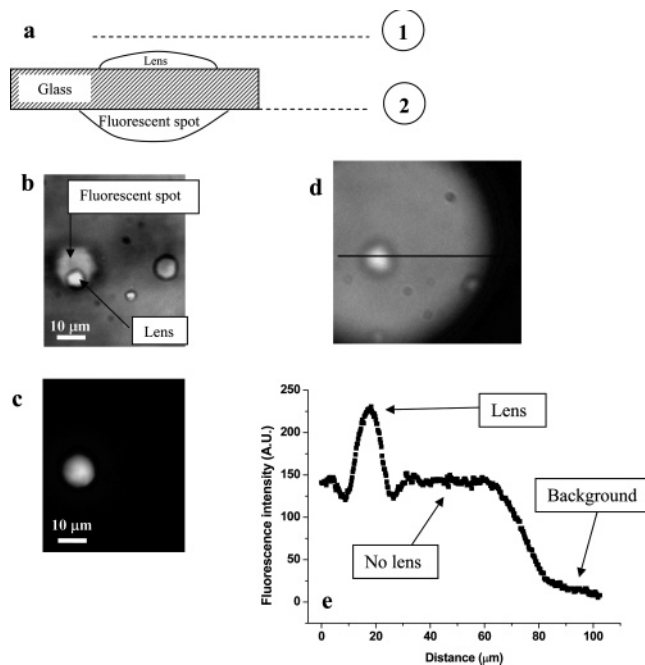 a
1
Lens
Glass
2
Fluorescent spot
b
Fluorescent spot
Lens
10 µm
d
c
10 µm
e
Fluorescence intensity (A.U.)
250
200
150
100
50
0
Lens
No lens
Background
0 20 40 60 80 100
Distance (µm)